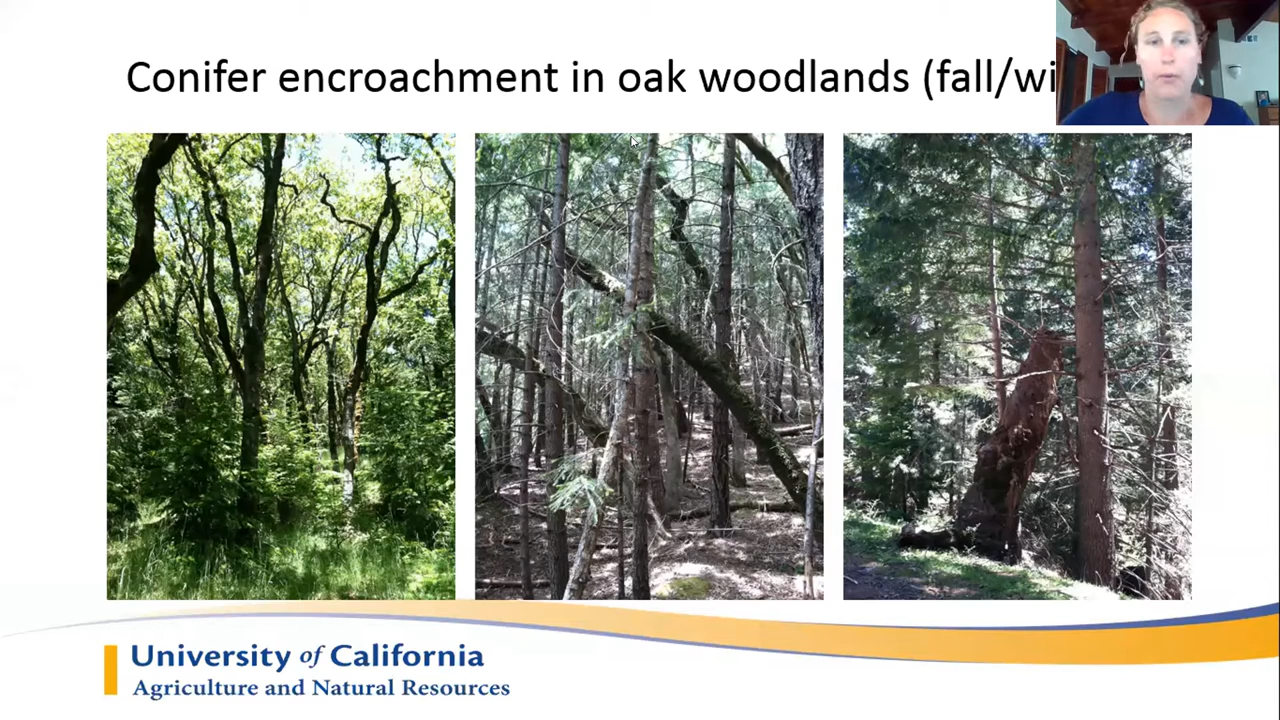 Conifer encroachment in oak woodlands (fall/wi
University of California
Agriculture and Natural Resources